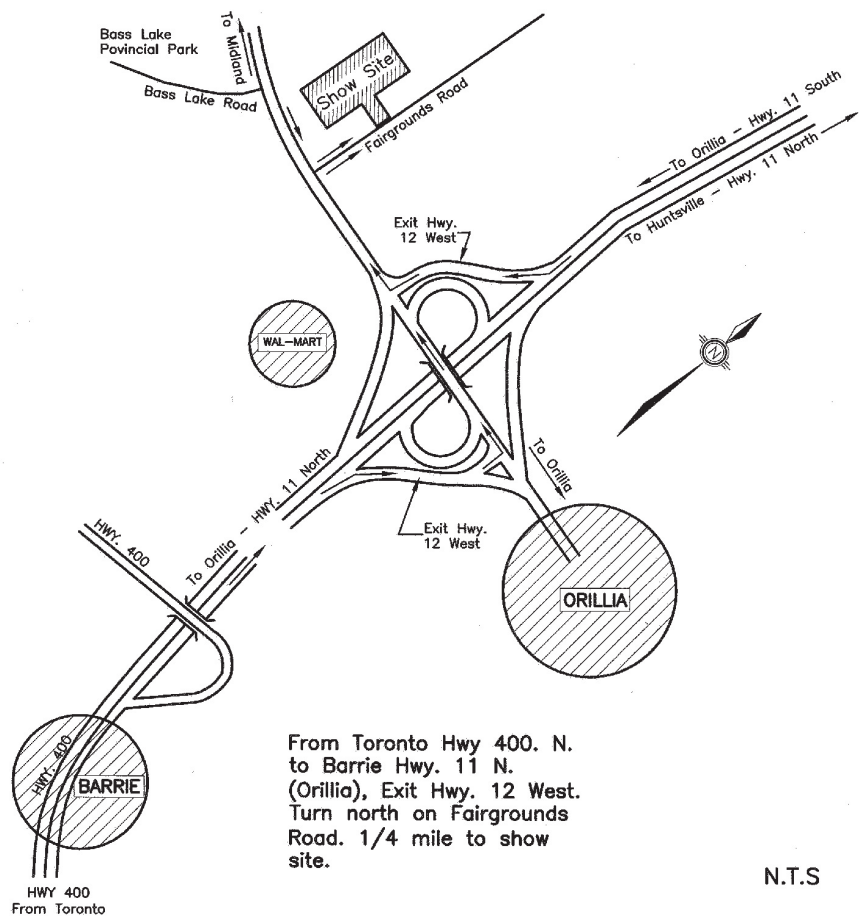 Bass Lake
Povincial Park
To Midland
Bass Lake Road
Show Site
Fairgrounds Road
To Orillia - Hwy. 11 South
To Huntsville - Hwy. 11 North
Exit Hwy.
12 West
WAL-MART
N
To Orillia
To Orillia - HWY. 11 North
Exit Hwy.
12 West
HWY. 400
ORILLIA
HWY. 400
BARRIE
From Toronto Hwy 400. N.
to Barrie Hwy. 11 N.
(Orillia), Exit Hwy. 12 West.
Turn north on Fairgrounds
Road. 1/4 mile to show
site.
N.T.S
HWY 400
From Toronto